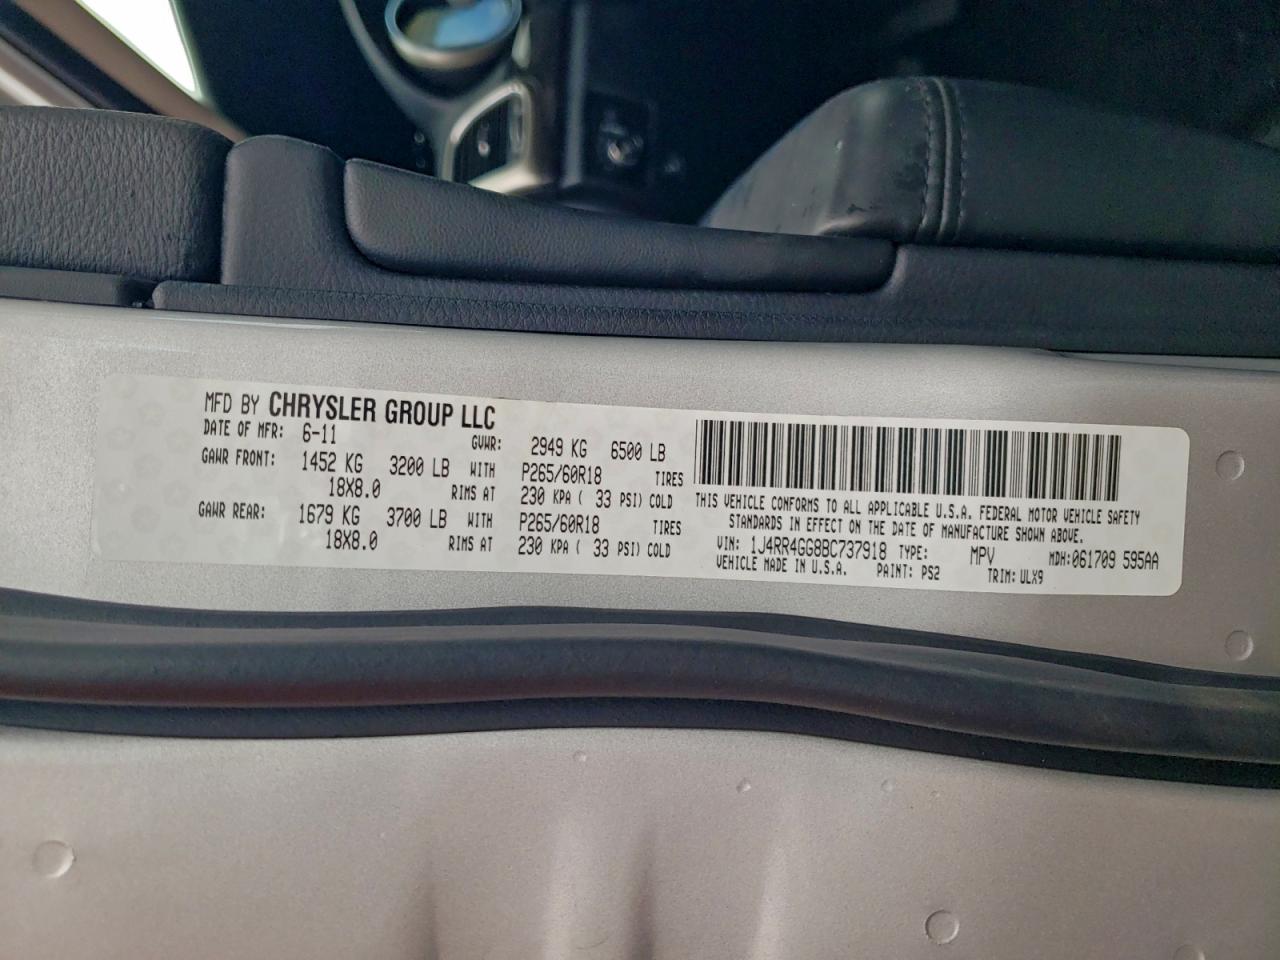 MFD BY CHRYSLER GROUP LLC
DATE OF MFR: 6-11 GVWR: 2949 KG 6500 LB
GAWR FRONT: 1452 KG 3200 LB WITH P265/60R18 TIRES
18X8.0 RIMS AT 230 KPA ( 33 PSI) COLD
GAWR REAR: 1679 KG 3700 LB WITH P265/60R18 TIRES
18X8.0 RIMS AT 230 KPA ( 33 PSI) COLD
THIS VEHICLE CONFORMS TO ALL APPLICABLE U.S.A. FEDERAL MOTOR VEHICLE SAFETY
STANDARDS IN EFFECT ON THE DATE OF MANUFACTURE SHOWN ABOVE.
VIN: 1J4RR4GG8BC737918 TYPE: MPV MDH:061709 595AA
VEHICLE MADE IN U.S.A. PAINT: PS2 TRIM: ULX9